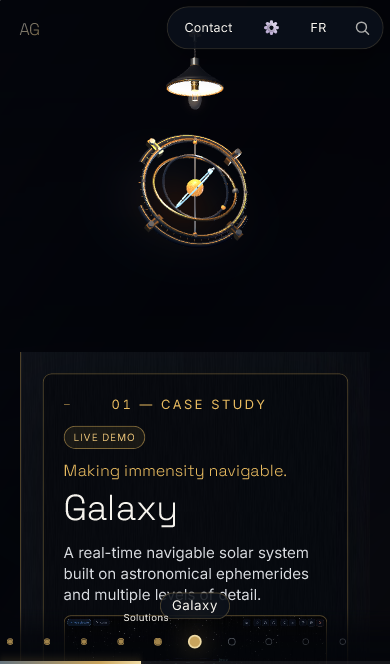 AG
Contact
FR
01 — CASE STUDY
LIVE DEMO
Making immensity navigable.
Galaxy
A real-time navigable solar system
built on astronomical ephemerides
and multiple levels of detail.
Galaxy
Solutions